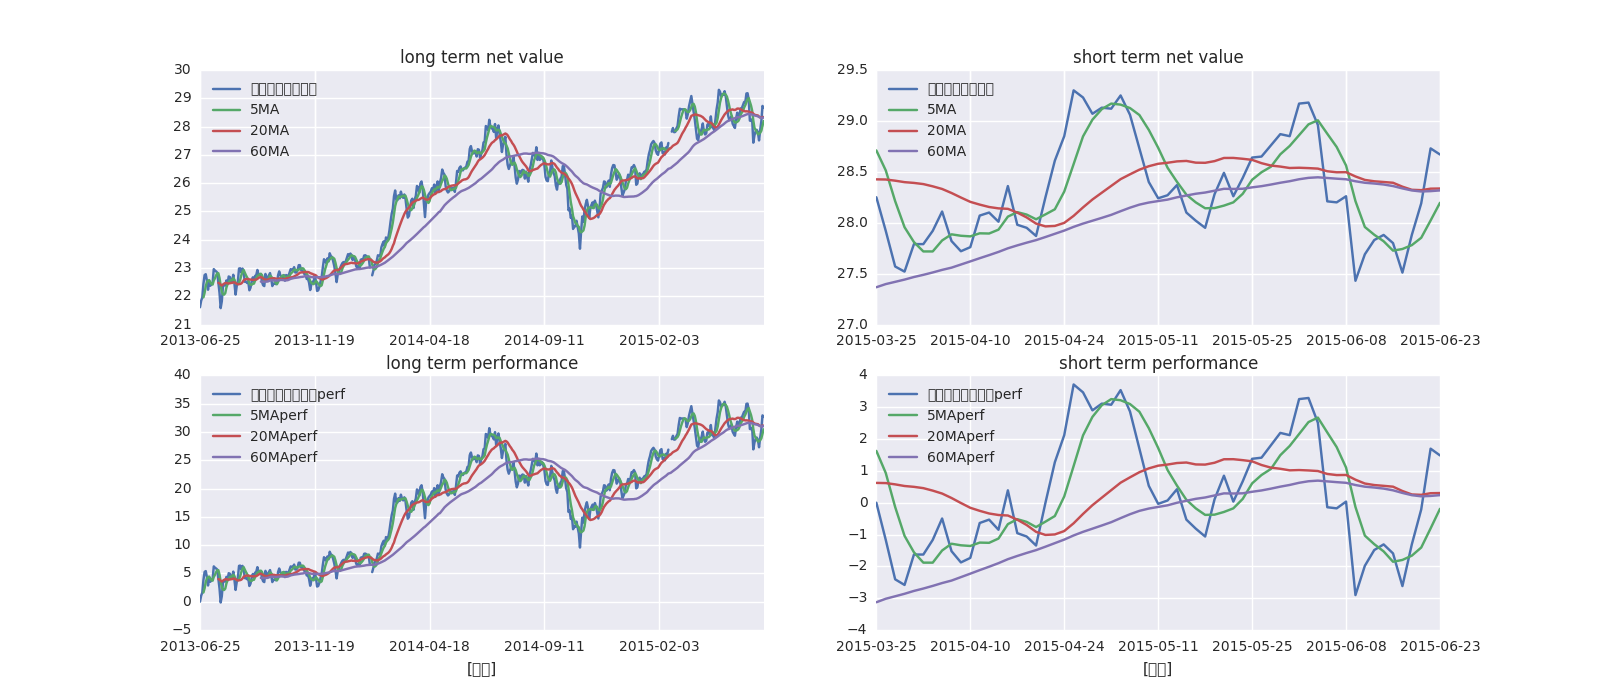 long term net value
30
29
28
27
26
25
24
23
22
21
5MA
20MA
60MA
2013-06-25 2013-11-19 2014-04-18 2014-09-11 2015-02-03
short term net value
29.5
29.0
28.5
28.0
27.5
27.0
5MA
20MA
60MA
2015-03-25 2015-04-10 2015-04-24 2015-05-11 2015-05-25 2015-06-08 2015-06-23
long term performance
40
35
30
25
20
15
10
5
0
−5
perf
5MAperf
20MAperf
60MAperf
2013-06-25 2013-11-19 2014-04-18 2014-09-11 2015-02-03
short term performance
4
3
2
1
0
−1
−2
−3
−4
perf
5MAperf
20MAperf
60MAperf
2015-03-25 2015-04-10 2015-04-24 2015-05-11 2015-05-25 2015-06-08 2015-06-23